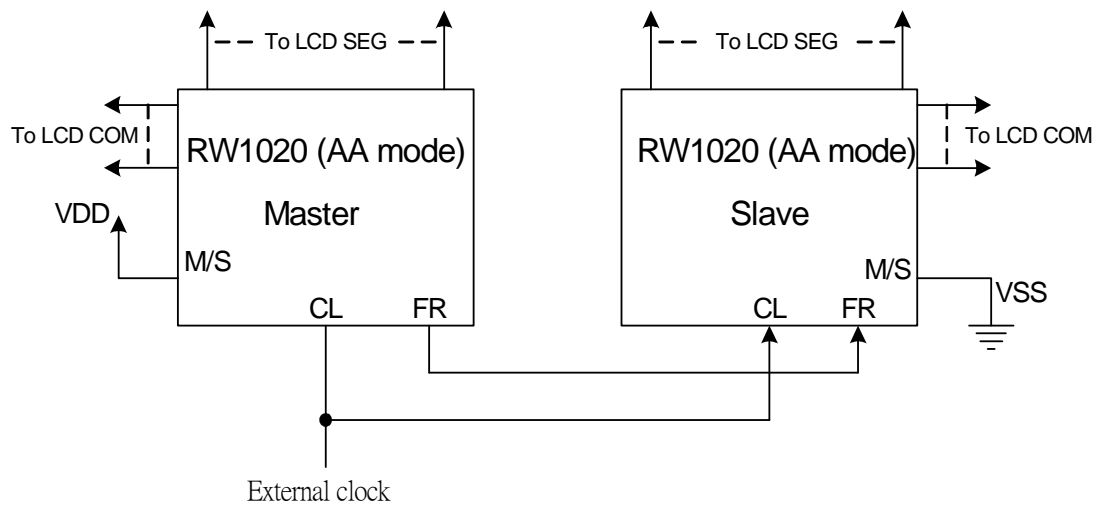 To LCD SEG
To LCD SEG
To LCD COM
RW1020 (AA mode)
Master
VDD
M/S
CL
FR
RW1020 (AA mode)
Slave
To LCD COM
M/S
VSS
CL
FR
External clock